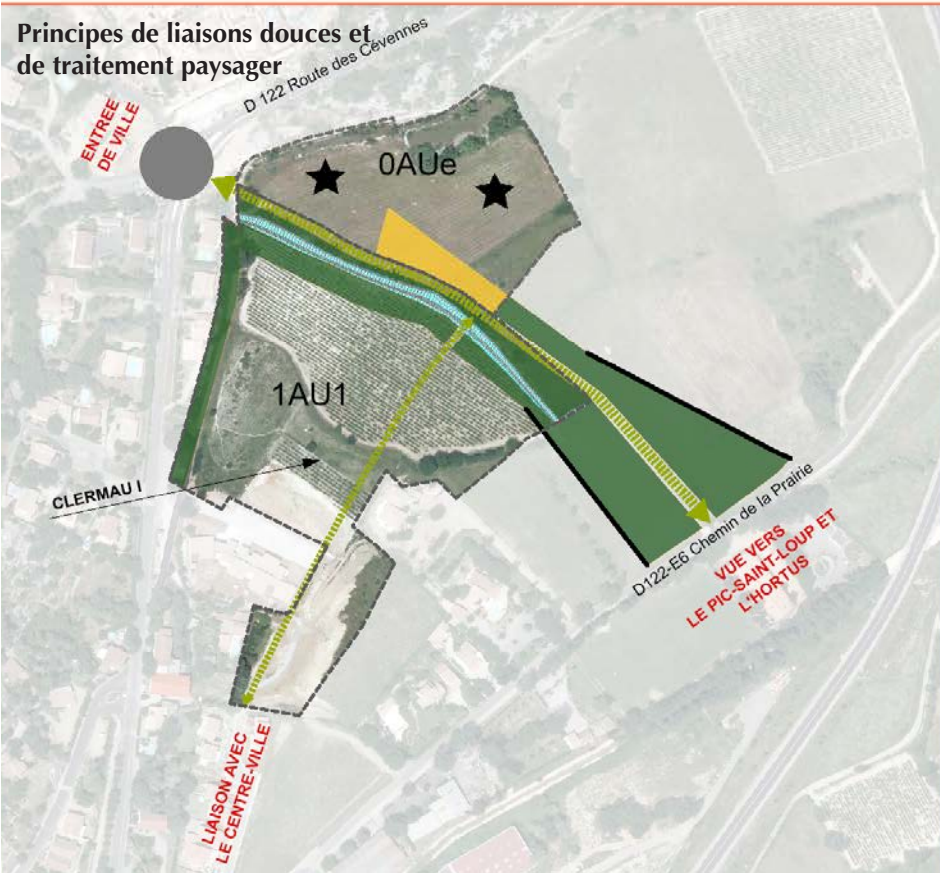 Principes de liaisons douces et
de traitement paysager
D 122 Route des Cévennes
ENTREE
DE VILLE
0AUe
1AU1
CLERMAU I
D122-E6 Chemin de la Prairie
VUE VERS
LE PIC-SAINT-LOUP ET
L'HORTUS
LIAISON AVEC
LE CENTRE-VILLE